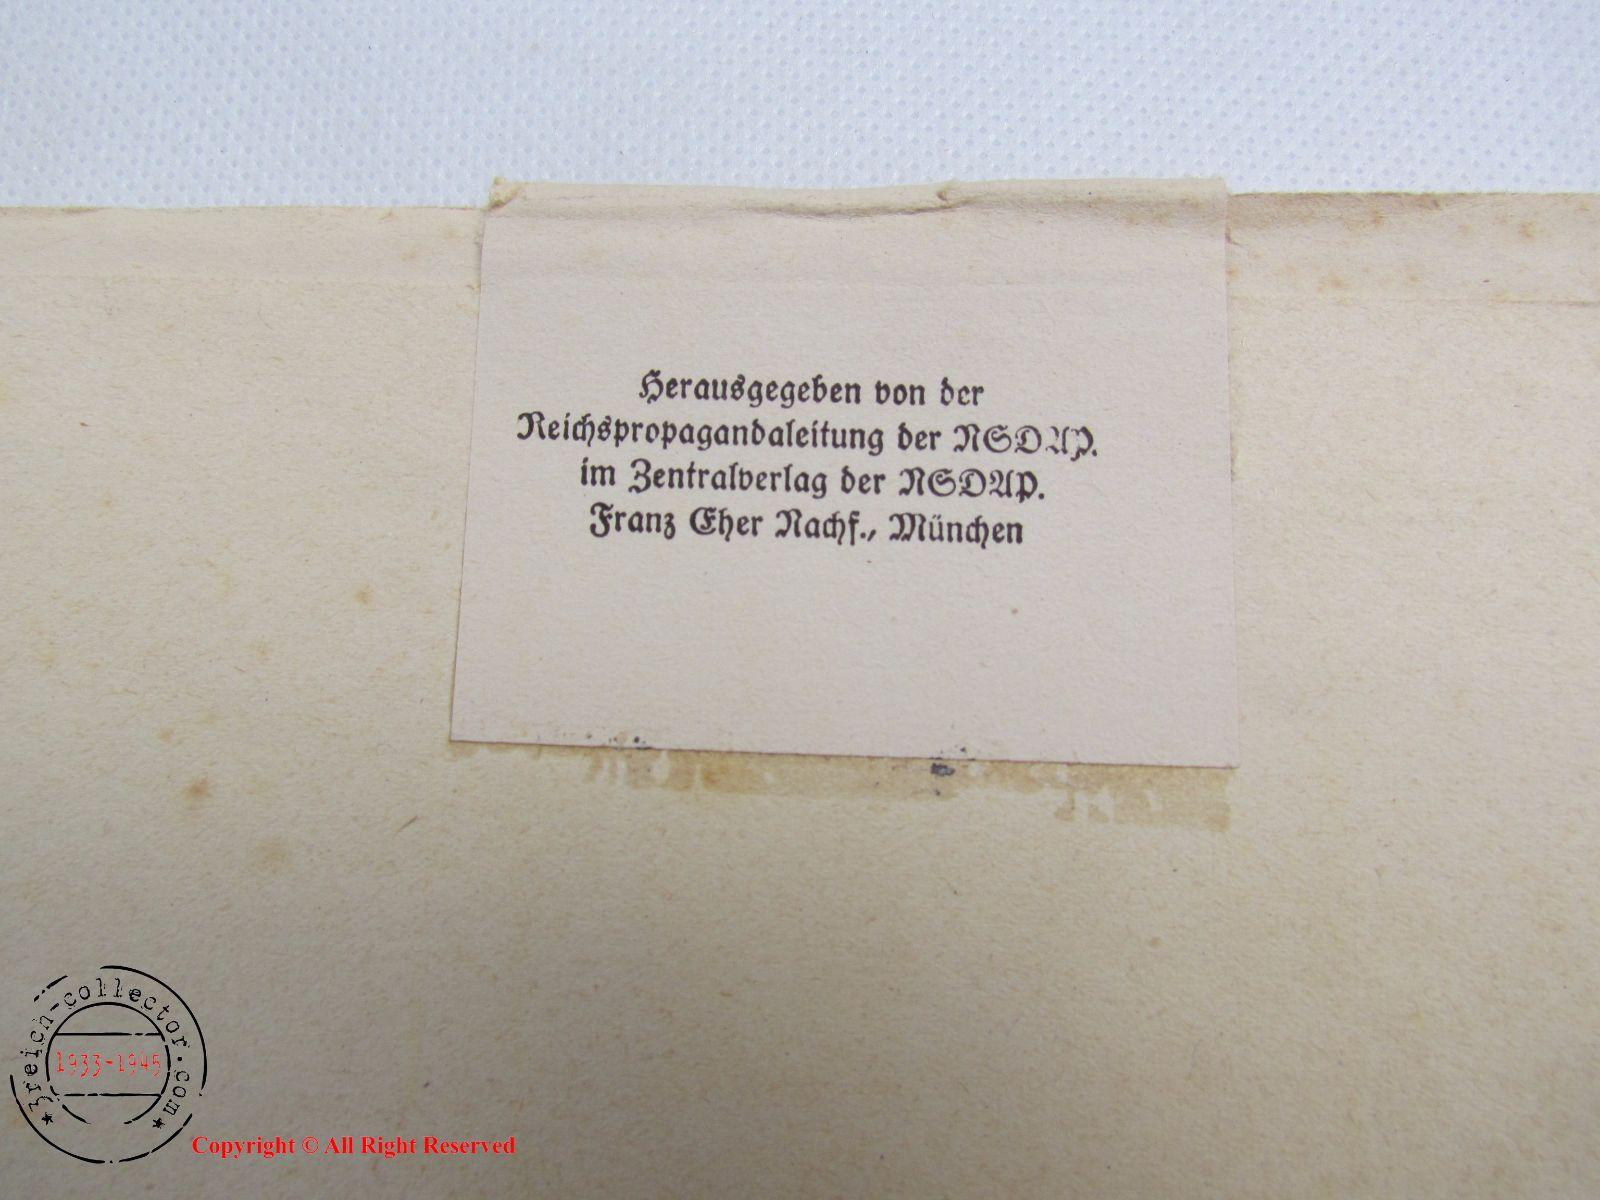 Herausgegeben von der
Reichspropagandaleitung der NSDAP.
im Zentralverlag der NSDAP.
Franz Eher Nachf., München
3reich-collector.com
1933-1945
Copyright © All Right Reserved